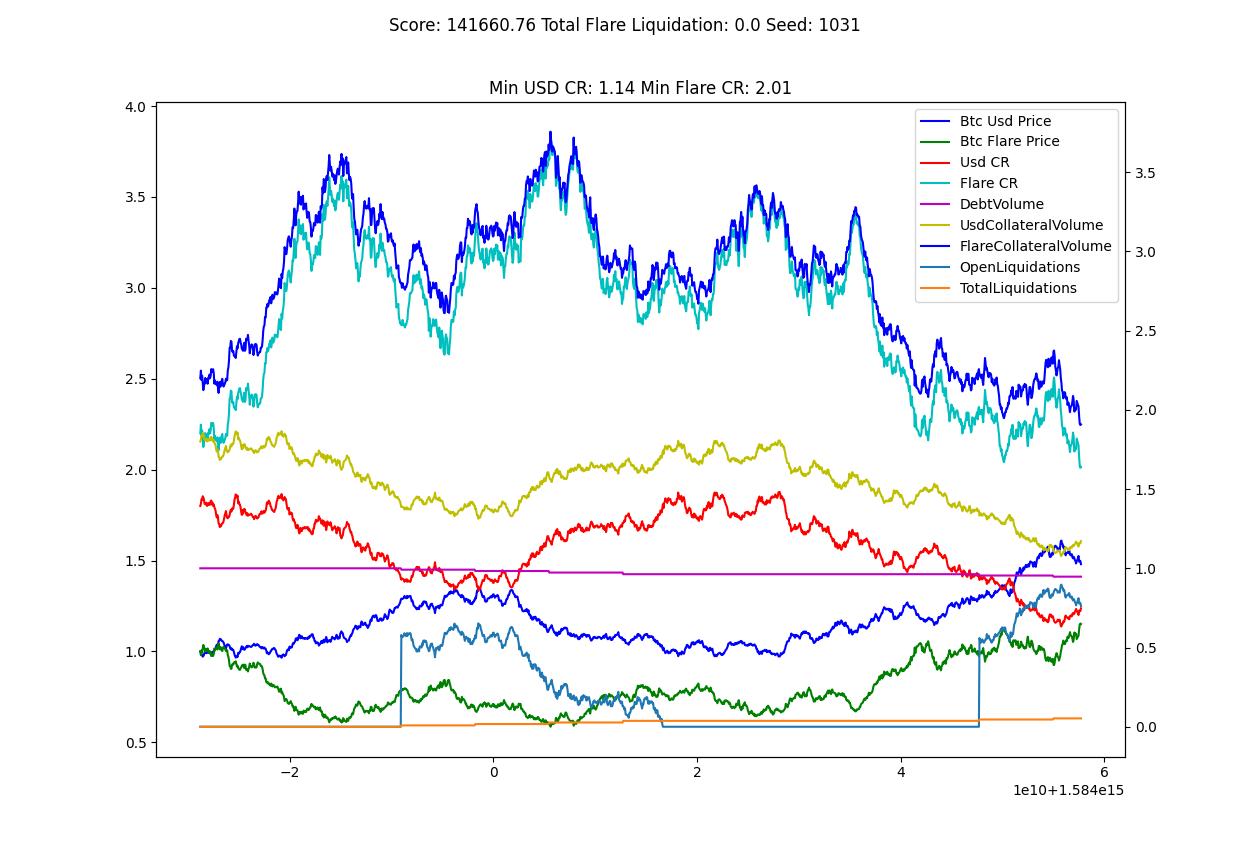 Score: 141660.76 Total Flare Liquidation: 0.0 Seed: 1031
Min USD CR: 1.14 Min Flare CR: 2.01
4.0
3.5
3.0
2.5
2.0
1.5
1.0
0.5
Btc Usd Price
Btc Flare Price
Usd CR
Flare CR
DebtVolume
UsdCollateralVolume
FlareCollateralVolume
OpenLiquidations
TotalLiquidations
3.5
3.0
2.5
2.0
1.5
1.0
0.5
0.0
−2
0
2
4
6
1e10+1.584e15